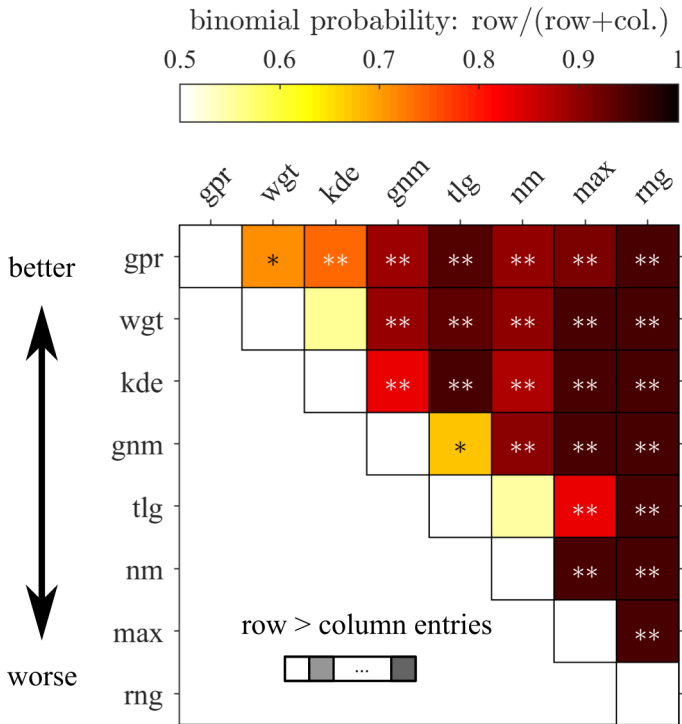 binomial probability: row/(row+col.)
0.5 0.6 0.7 0.8 0.9 1
gpr wgt kde gnm tlg nm max rng
better
gpr * ** ** ** ** ** **
wgt ** ** ** ** **
kde ** ** ** ** **
gnm * ** ** **
tlg ** **
nm ** **
max **
row > column entries
...
worse
rng